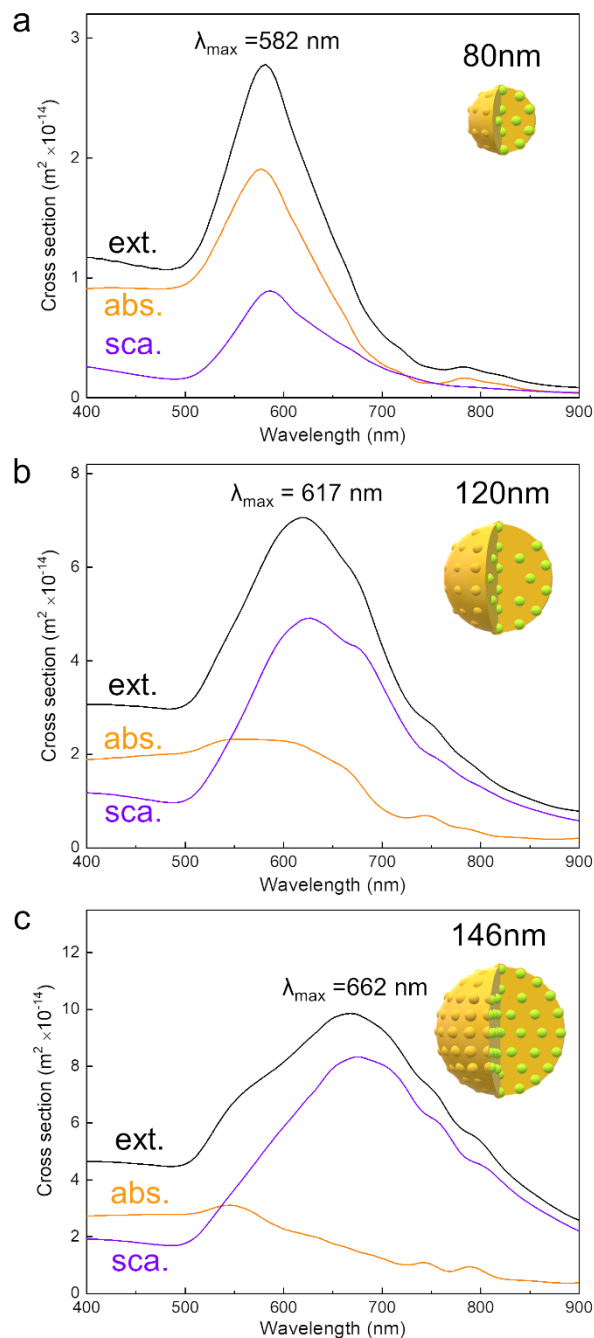 a
λmax =582 nm
80nm
3
2
1
0
Cross section (m² ×10⁻¹⁴)
ext.
abs.
sca.
400 500 600 700 800 900
Wavelength (nm)
b
λmax = 617 nm
120nm
8
6
4
2
0
Cross section (m² ×10⁻¹⁴)
ext.
abs.
sca.
400 500 600 700 800 900
Wavelength (nm)
c
146nm
λmax =662 nm
12
10
8
6
4
2
0
Cross section (m² ×10⁻¹⁴)
ext.
abs.
sca.
400 500 600 700 800 900
Wavelength (nm)